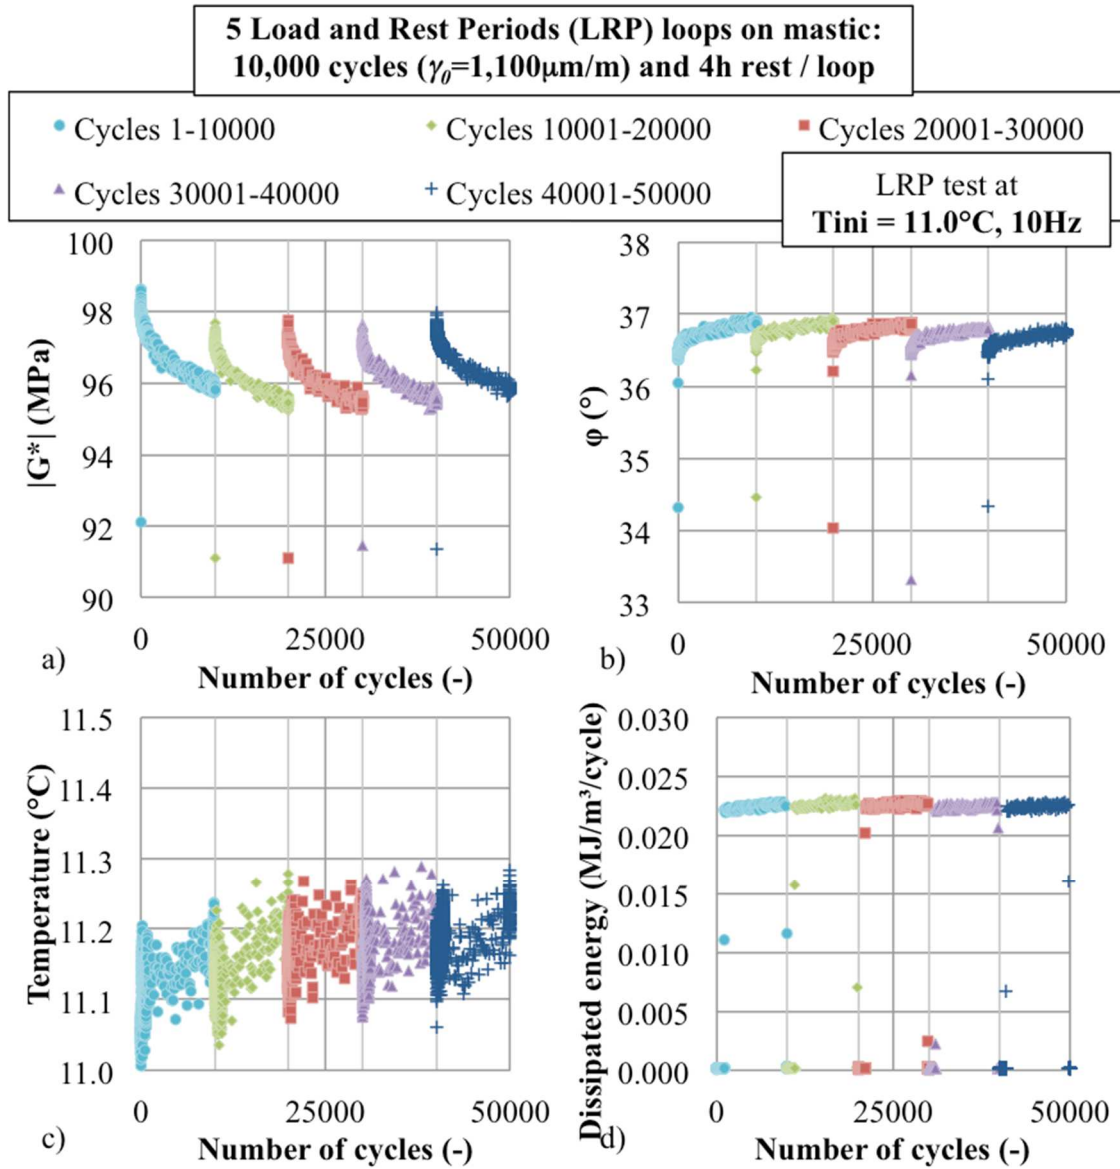 5 Load and Rest Periods (LRP) loops on mastic:
10,000 cycles (γ0=1,100μm/m) and 4h rest / loop
Cycles 1-10000
Cycles 10001-20000
Cycles 20001-30000
Cycles 30001-40000
Cycles 40001-50000
LRP test at
Tini = 11.0°C, 10Hz
|G*| (MPa)
100
98
96
94
92
90
0
25000
50000
a)
Number of cycles (-)
φ (°)
38
37
36
35
34
33
0
25000
50000
b)
Number of cycles (-)
Temperature (°C)
11.5
11.4
11.3
11.2
11.1
11.0
0
25000
50000
c)
Number of cycles (-)
Dissipated energy (MJ/m³/cycle)
0.030
0.025
0.020
0.015
0.010
0.005
0.000
0
25000
50000
d)
Number of cycles (-)